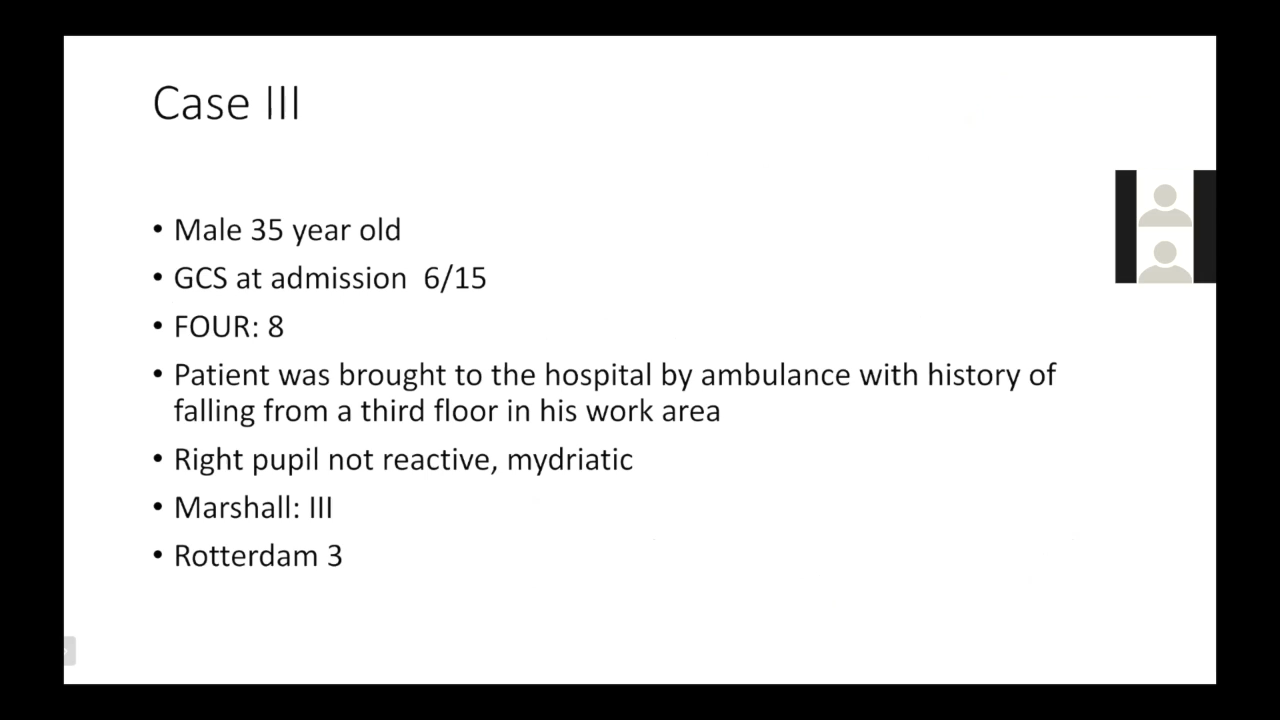 Case III
• Male 35 year old
• GCS at admission 6/15
• FOUR: 8
• Patient was brought to the hospital by ambulance with history of
falling from a third floor in his work area
• Right pupil not reactive, mydriatic
• Marshall: III
• Rotterdam 3